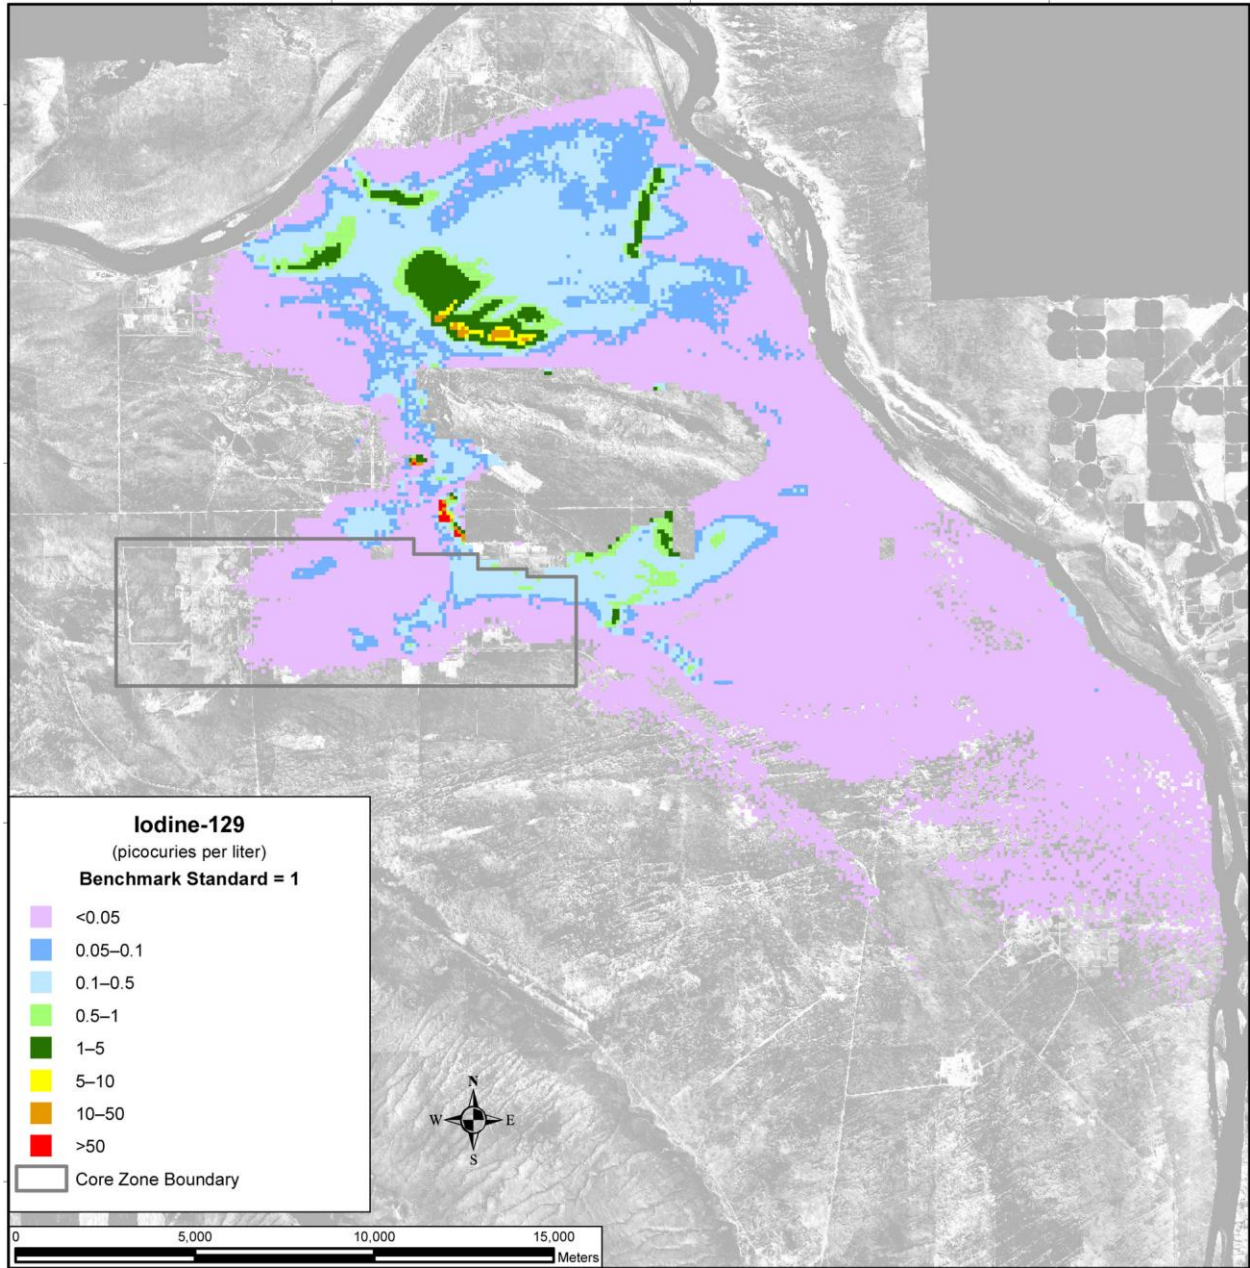 Iodine-129
(picocuries per liter)
Benchmark Standard = 1
<0.05
0.05–0.1
0.1–0.5
0.5–1
1–5
5–10
10–50
>50
Core Zone Boundary
N
W E
S
0 5,000 10,000 15,000
Meters